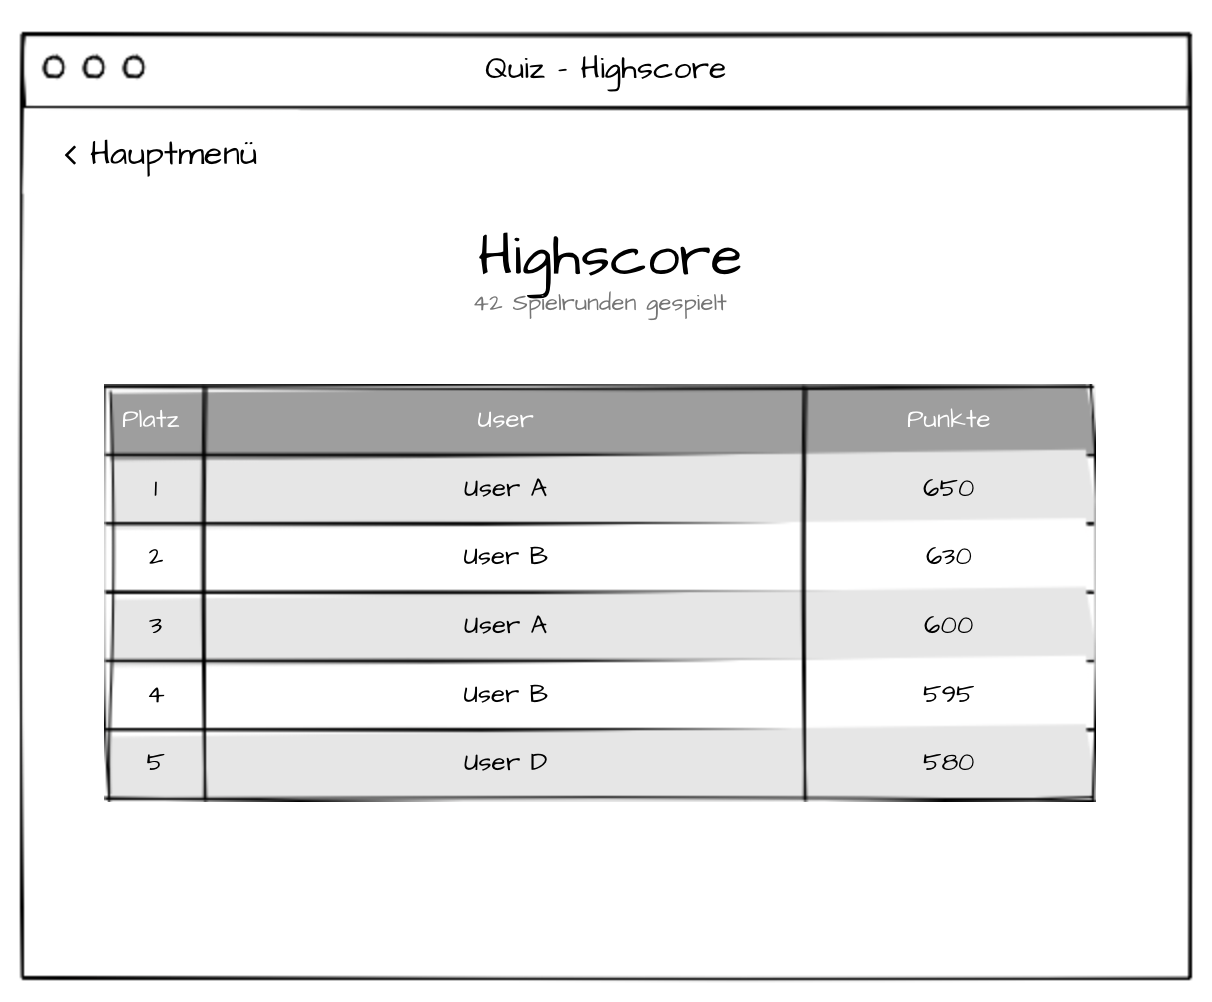 Quiz - Highscore
< Hauptmenü
Highscore
42 Spielrunden gespielt
Platz User Punkte
1 User A 650
2 User B 630
3 User A 600
4 User B 595
5 User D 580